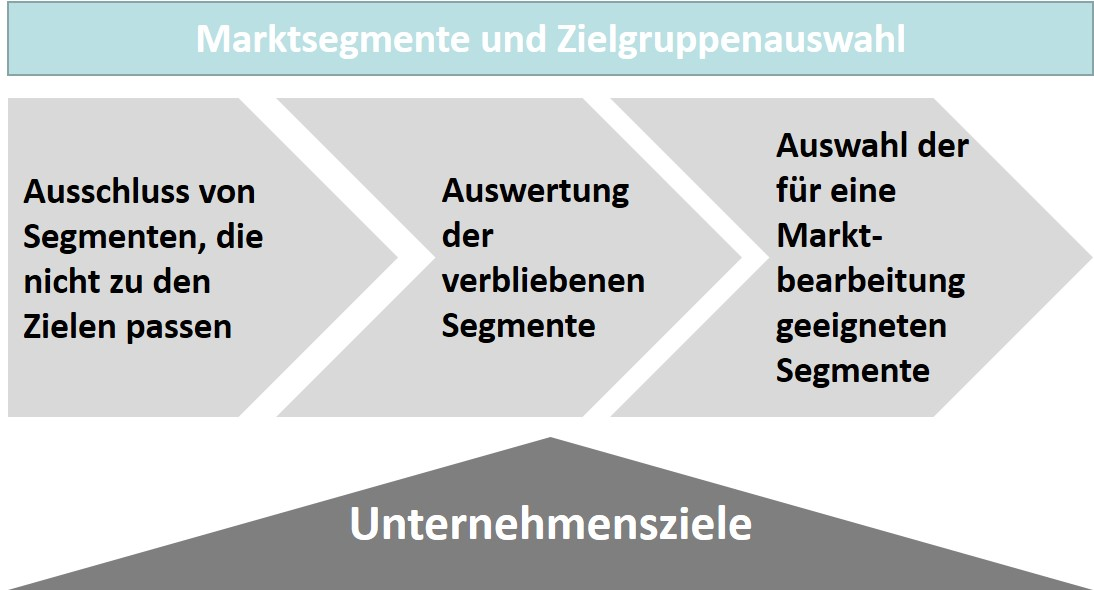 Marktsegmente und Zielgruppenauswahl
Ausschluss von
Segmenten, die
nicht zu den
Zielen passen
Auswertung
der
verbliebenen
Segmente
Auswahl der
für eine
Markt-
bearbeitung
geeigneten
Segmente
Unternehmensziele